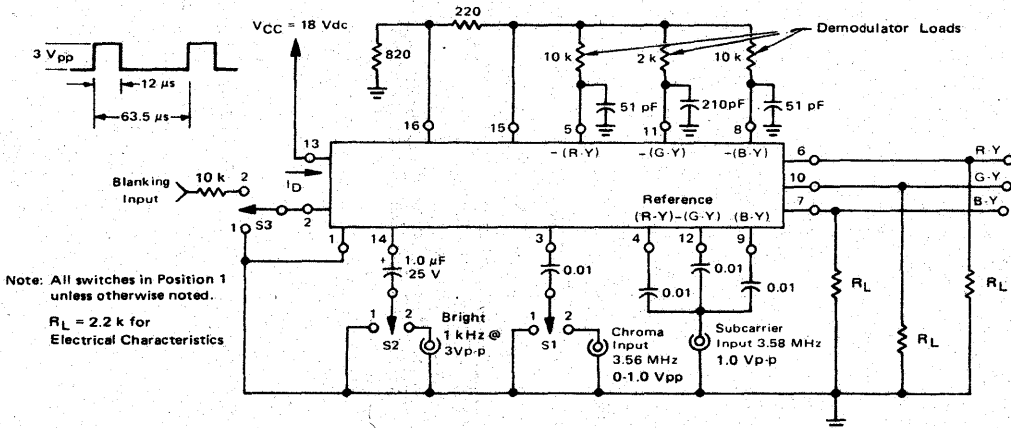 VCC = 18 Vdc
220
820
10 k
2 k
10 k
Demodulator Loads
3 Vpp
12 µs
63.5 µs
51 pF
210pF
51 pF
16
15
5
11
8
13
-(R-Y)
-(G-Y)
-(B-Y)
6
R-Y
10
G-Y
7
B-Y
ID
Blanking
Input
10 k
2
1
S3
2
Reference
(R-Y)-(G-Y) (B-Y)
1
14
3
4
12
9
+
1.0 µF
25 V
0.01
0.01
0.01
0.01
Note: All switches in Position 1
unless otherwise noted.
RL = 2.2 k for
Electrical Characteristics
1
2
S2
Bright
1 kHz @
3Vp-p
1
2
S1
Chroma
Input
3.56 MHz
0-1.0 Vpp
Subcarrier
Input 3.58 MHz
1.0 Vp-p
RL
RL
RL